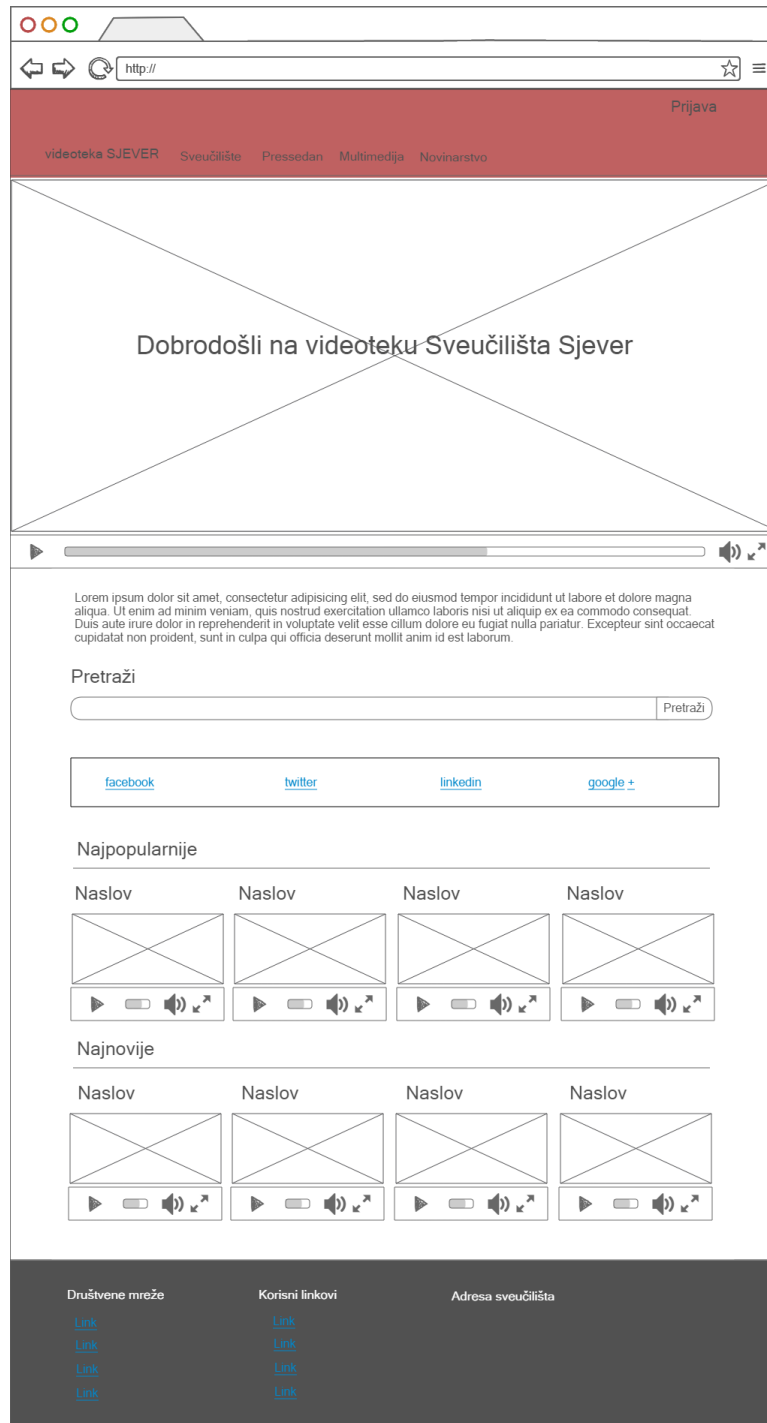 http://
Prijava
videoteka SJEVER Sveučilište Pressedan Multimedija Novinarstvo
Dobrodošli na videoteku Sveučilišta Sjever
Lorem ipsum dolor sit amet, consectetur adipisicing elit, sed do eiusmod tempor incididunt ut labore et dolore magna
aliqua. Ut enim ad minim veniam, quis nostrud exercitation ullamco laboris nisi ut aliquip ex ea commodo consequat.
Duis aute irure dolor in reprehenderit in voluptate velit esse cillum dolore eu fugiat nulla pariatur. Excepteur sint occaecat
cupidatat non proident, sunt in culpa qui officia deserunt mollit anim id est laborum.
Pretraži
Pretraži
facebook twitter linkedin google +
Najpopularnije
Naslov Naslov Naslov Naslov
Najnovije
Naslov Naslov Naslov Naslov
Društvene mreže Korisni linkovi Adresa sveučilišta
Link Link
Link Link
Link Link
Link Link